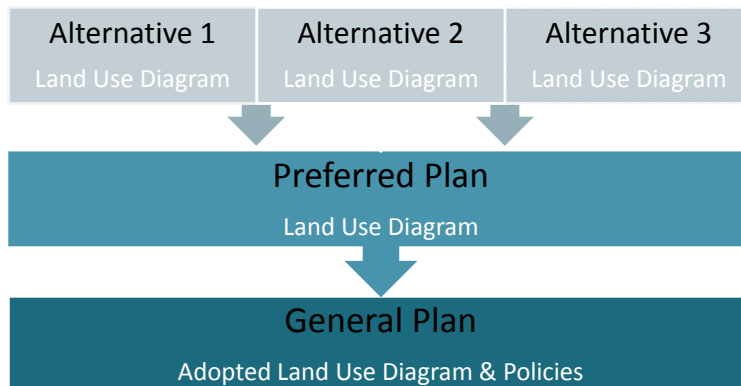 Alternative 1
Alternative 2
Alternative 3
Land Use Diagram
Land Use Diagram
Land Use Diagram
Preferred Plan
Land Use Diagram
General Plan
Adopted Land Use Diagram & Policies